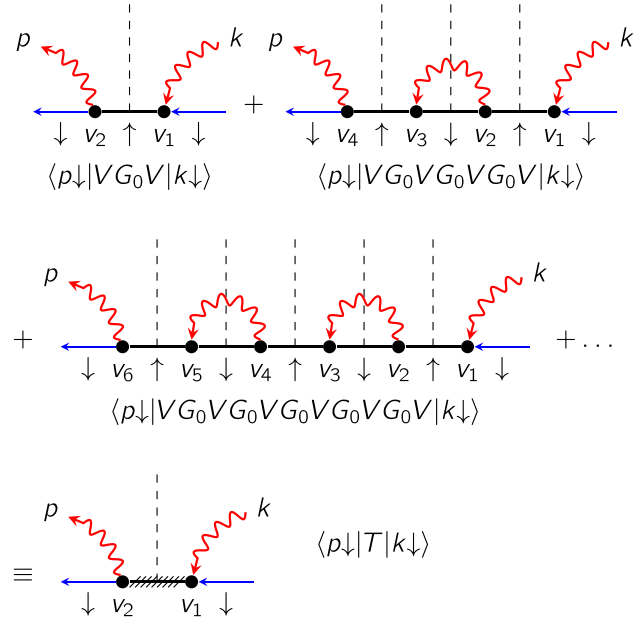 p k + p k
↓ v₂ ↑ v₁ ↓ ↓ v₄ ↑ v₃ ↓ v₂ ↑ v₁ ↓
⟨p↓|VG₀V|k↓⟩ ⟨p↓|VG₀VG₀VG₀V|k↓⟩
p k
+ + ...
↓ v₆ ↑ v₅ ↓ v₄ ↑ v₃ ↓ v₂ ↑ v₁ ↓
⟨p↓|VG₀VG₀VG₀VG₀VG₀V|k↓⟩
p k
⟨p↓|T|k↓⟩
≡
↓ v₂ v₁ ↓